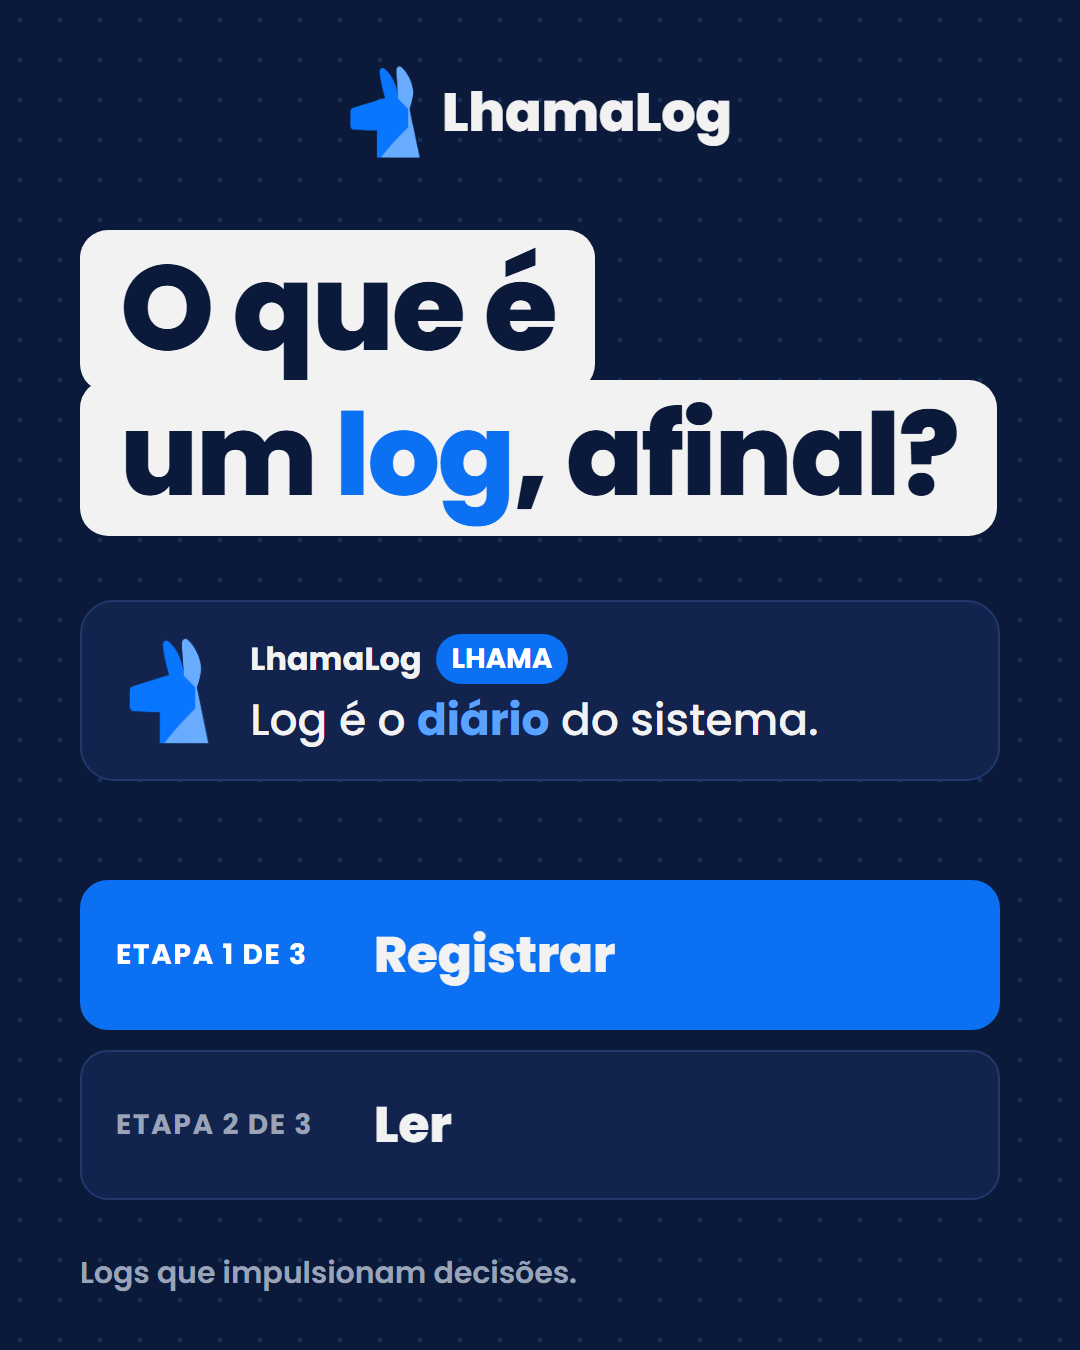 LhamaLog
O que é
um log, afinal?
LhamaLog LHAMA
Log é o diário do sistema.
ETAPA 1 DE 3 Registrar
ETAPA 2 DE 3 Ler
Logs que impulsionam decisões.